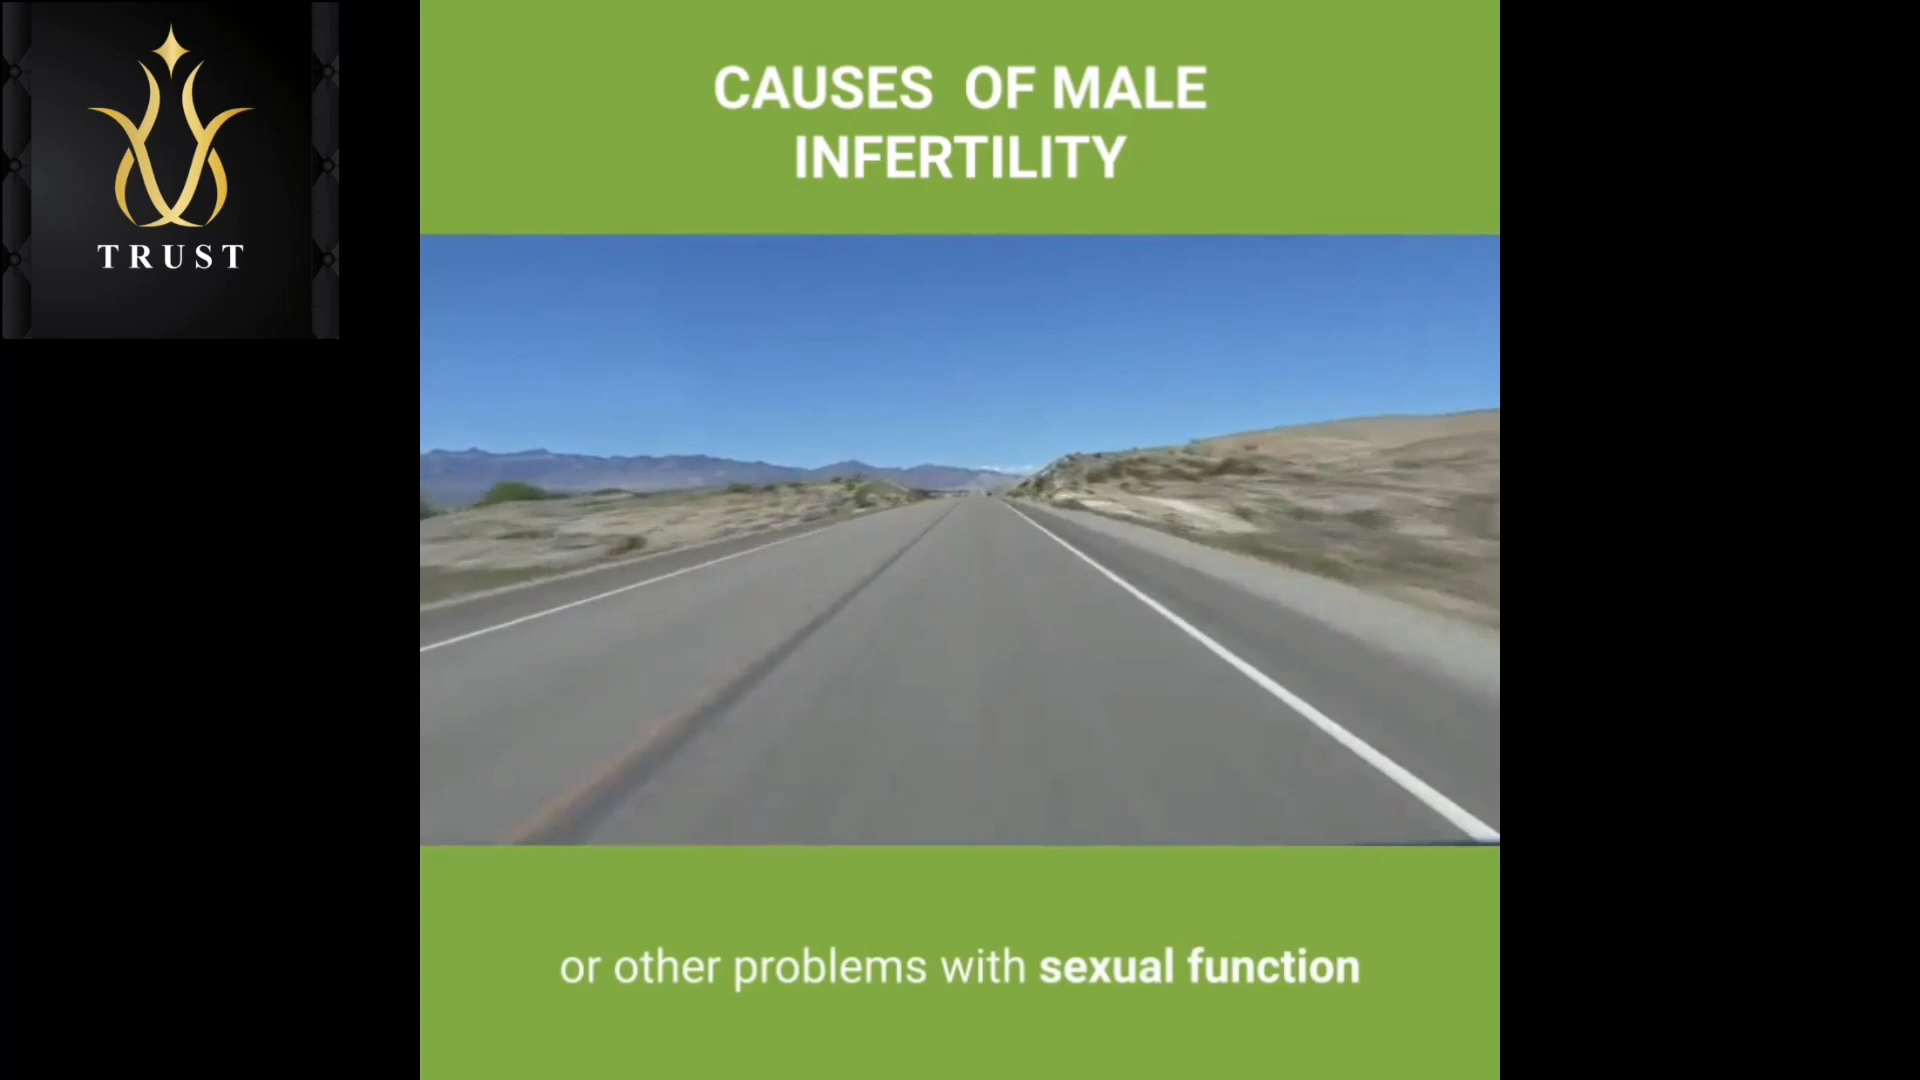 TRUST
CAUSES OF MALE
INFERTILITY
or other problems with sexual function